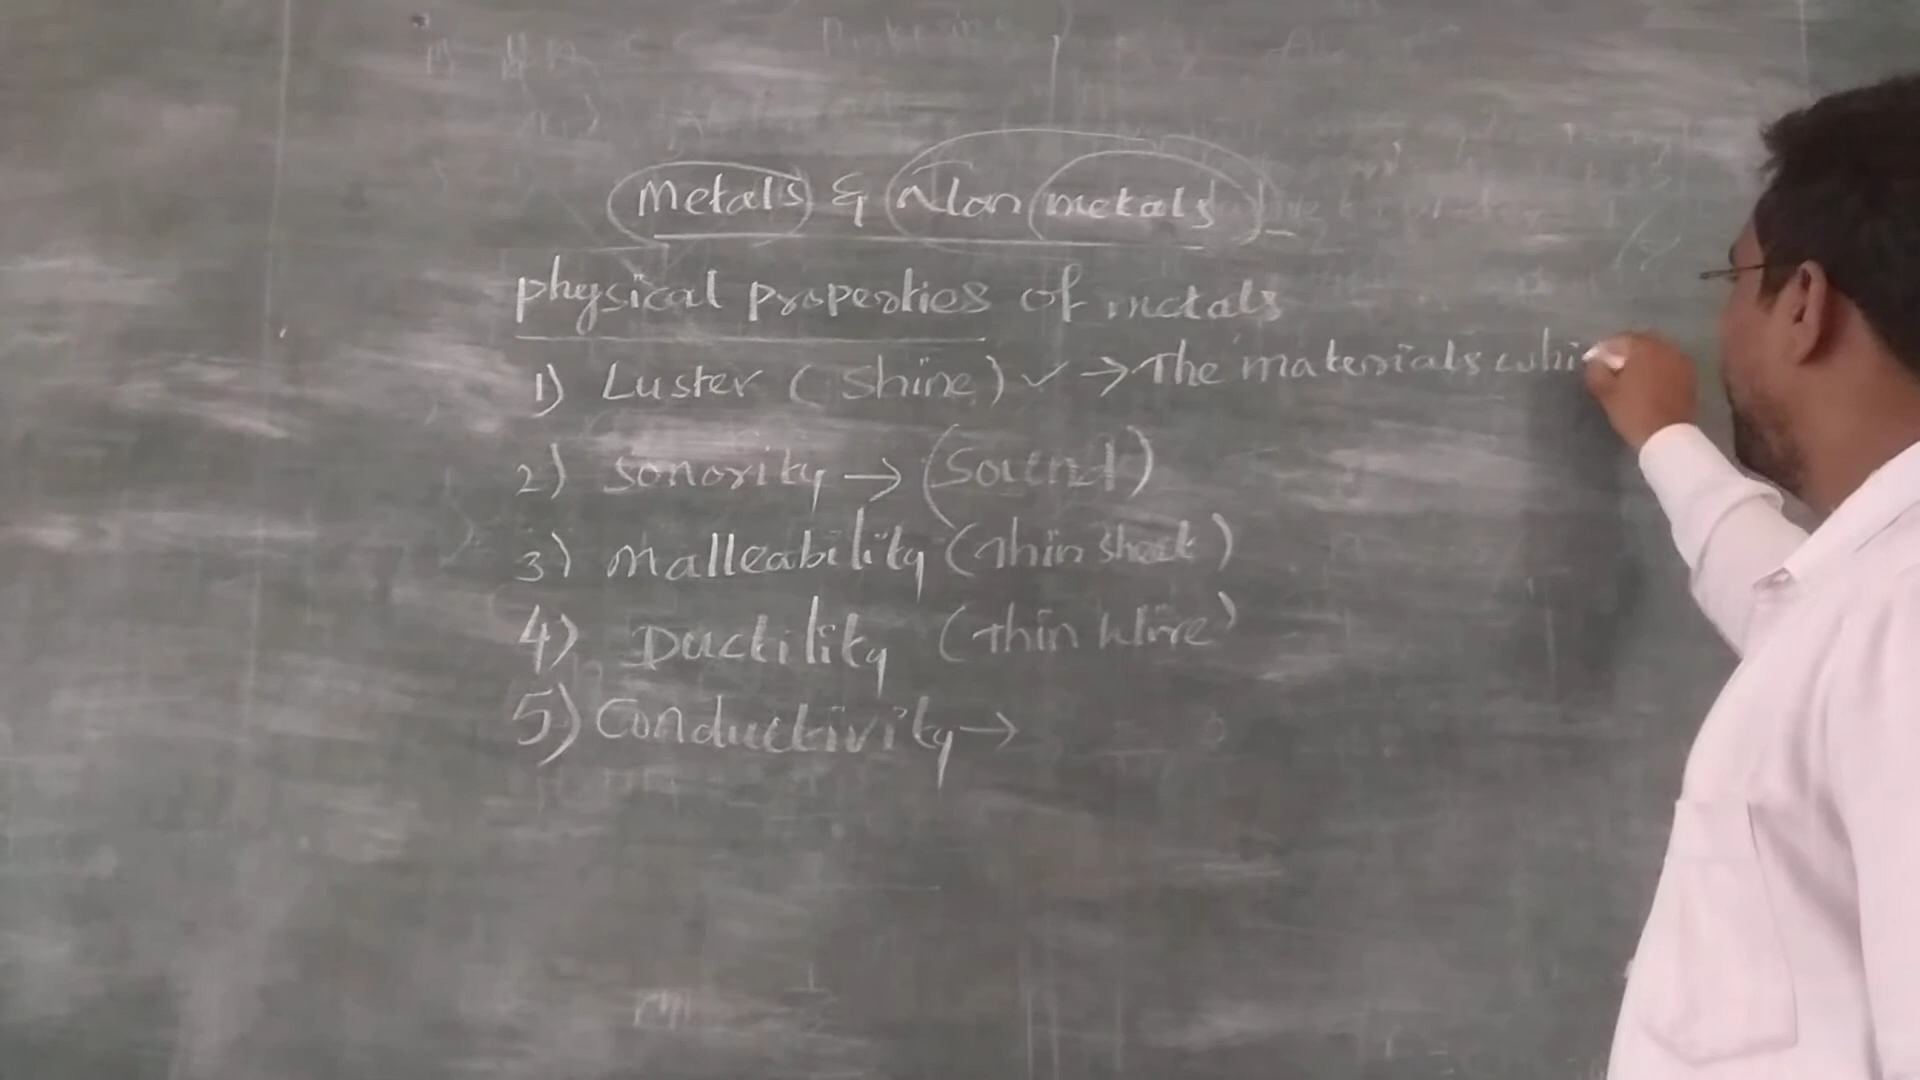 Metals & Non metals
physical properties of metals
1) Luster (shine) ✓ → The materials whi
2) Sonority → (Sound)
3) Malleability (thin sheet)
4) Ductility (thin wire)
5) Conductivity →